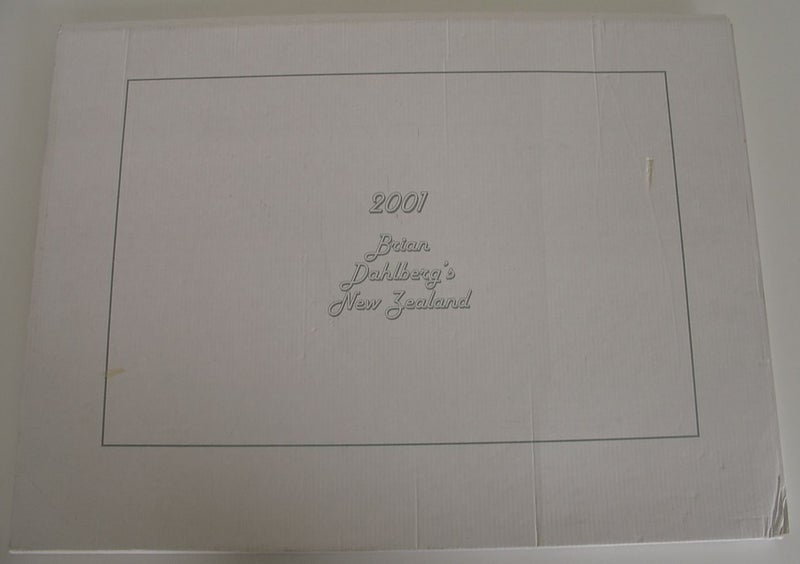 2001
Brian
Dahlberg's
New Zealand